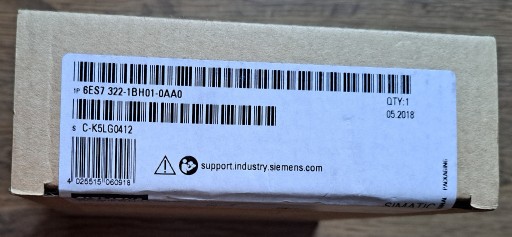 1P 6ES7 322-1BH01-0AA0
QTY:1
05.2018
S C-K5LG0412
support.industry.siemens.com
4 025515 060918
SIMATIC